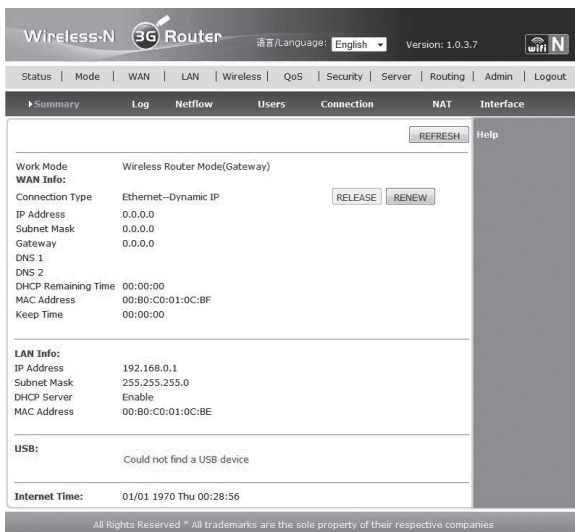 Wireless-N 3G Router 语言/Language: English Version: 1.0.3.7 wifi N
Status | Mode | WAN | LAN | Wireless | QoS | Security | Server | Routing | Admin | Logout
Summary Log Netflow Users Connection NAT Interface
REFRESH Help
Work Mode Wireless Router Mode(Gateway)
WAN Info:
Connection Type Ethernet--Dynamic IP RELEASE RENEW
IP Address 0.0.0.0
Subnet Mask 0.0.0.0
Gateway 0.0.0.0
DNS 1
DNS 2
DHCP Remaining Time 00:00:00
MAC Address 00:B0:C0:01:0C:BF
Keep Time 00:00:00
LAN Info:
IP Address 192.168.0.1
Subnet Mask 255.255.255.0
DHCP Server Enable
MAC Address 00:B0:C0:01:0C:BE
USB:
Could not find a USB device
Internet Time: 01/01 1970 Thu 00:28:56
All Rights Reserved * All trademarks are the sole property of their respective companies